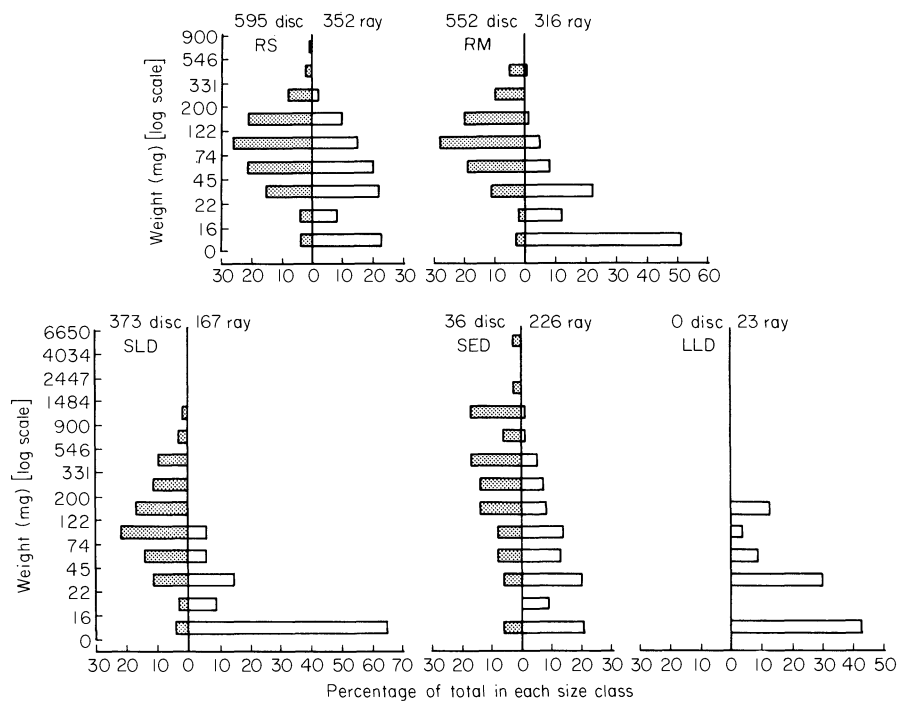 595 disc 352 ray
552 disc 316 ray
RS
RM
Weight (mg) [log scale]
900
546
331
200
122
74
45
22
16
0
30 20 10 0 10 20 30
30 20 10 0 10 20 30 40 50 60
373 disc 167 ray
36 disc 226 ray
0 disc 23 ray
SLD
SED
LLD
Weight (mg) [log scale]
6650
4034
2447
1484
900
546
331
200
122
74
45
22
16
0
30 20 10 0 10 20 30 40 50 60 70
30 20 10 0 10 20 30
30 20 10 0 10 20 30 40 50
Percentage of total in each size class